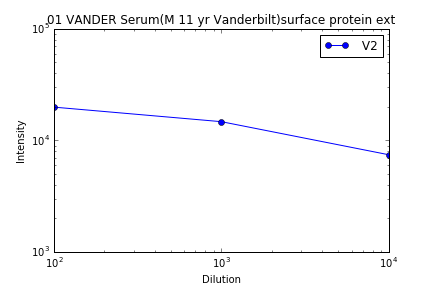 01 VANDER Serum(M 11 yr Vanderbilt)surface protein ext
V2
10^5
10^4
10^3
Intensity
10^2
10^3
10^4
Dilution